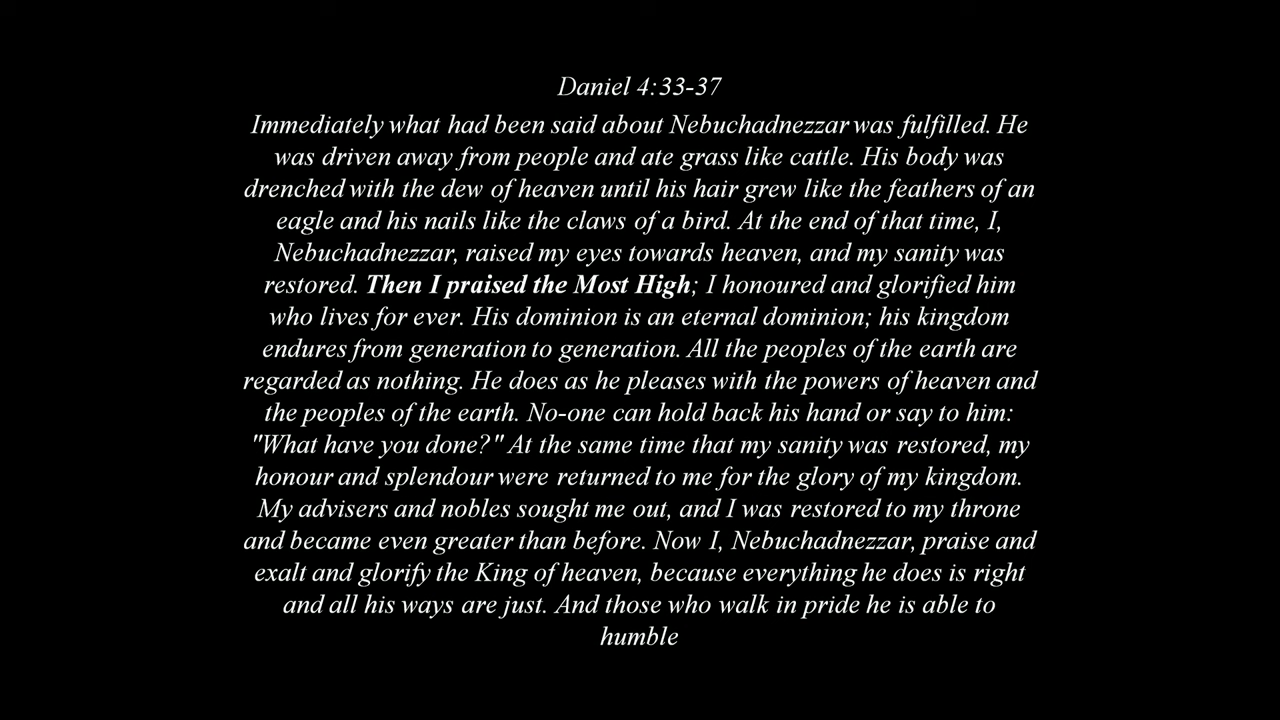 Daniel 4:33-37
Immediately what had been said about Nebuchadnezzar was fulfilled. He
was driven away from people and ate grass like cattle. His body was
drenched with the dew of heaven until his hair grew like the feathers of an
eagle and his nails like the claws of a bird. At the end of that time, I,
Nebuchadnezzar, raised my eyes towards heaven, and my sanity was
restored. Then I praised the Most High; I honoured and glorified him
who lives for ever. His dominion is an eternal dominion; his kingdom
endures from generation to generation. All the peoples of the earth are
regarded as nothing. He does as he pleases with the powers of heaven and
the peoples of the earth. No-one can hold back his hand or say to him:
"What have you done?" At the same time that my sanity was restored, my
honour and splendour were returned to me for the glory of my kingdom.
My advisers and nobles sought me out, and I was restored to my throne
and became even greater than before. Now I, Nebuchadnezzar, praise and
exalt and glorify the King of heaven, because everything he does is right
and all his ways are just. And those who walk in pride he is able to
humble